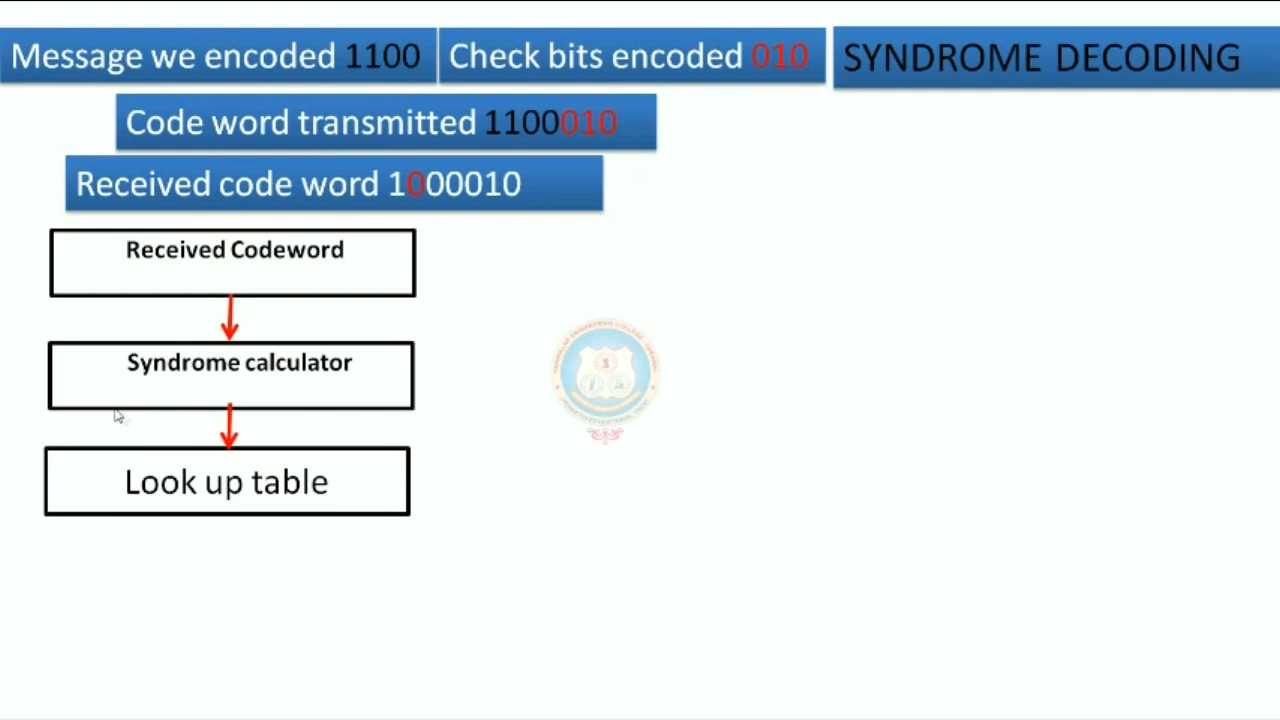 Message we encoded 1100
Check bits encoded 010
SYNDROME DECODING
Code word transmitted 1100010
Received code word 1000010
Received Codeword
Syndrome calculator
Look up table